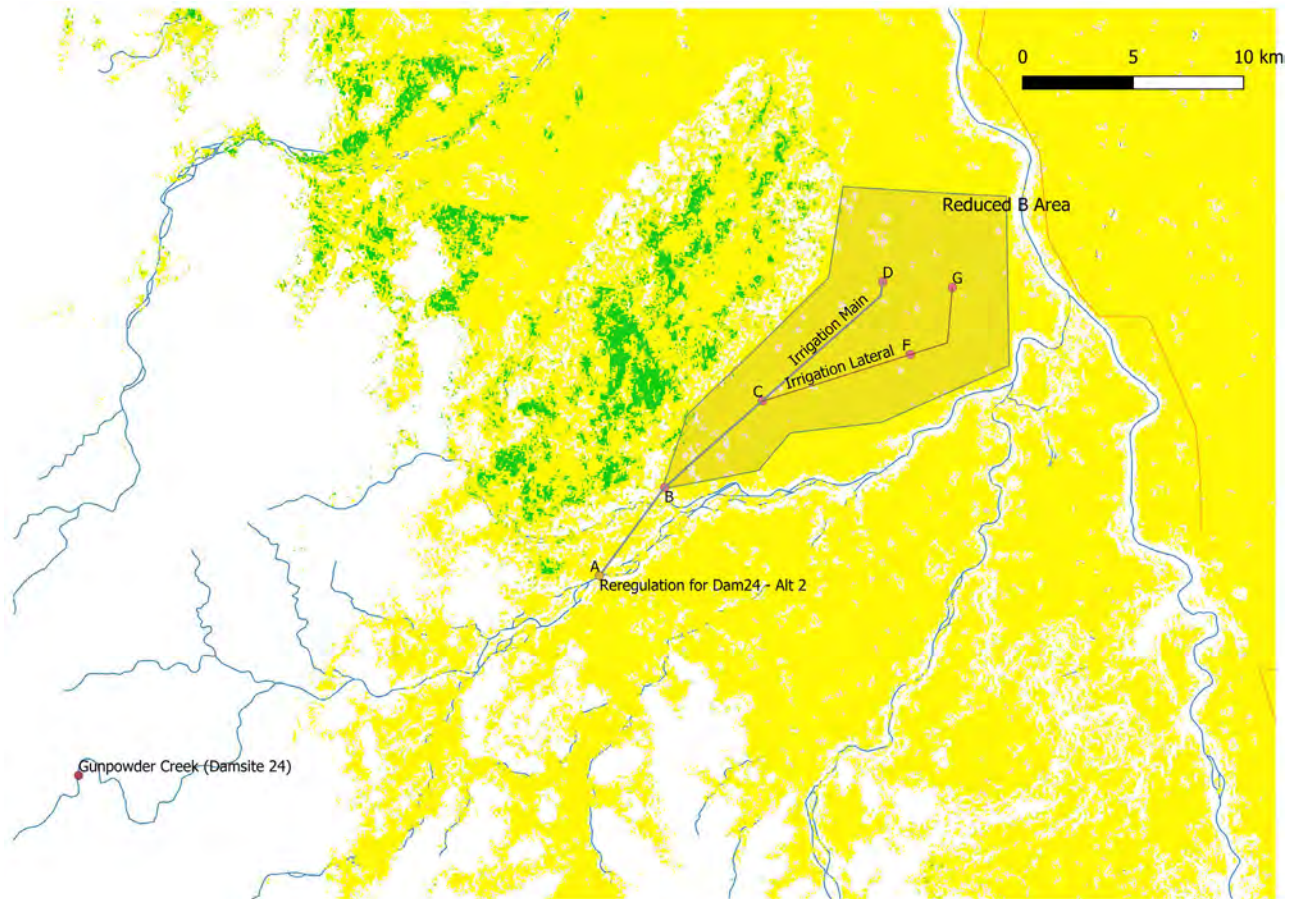 0 5 10 km
Reduced B Area
D
G
Irrigation Main
F
Irrigation Lateral
C
B
A
Reregulation for Dam24 - Alt 2
Gunpowder Creek (Damsite 24)